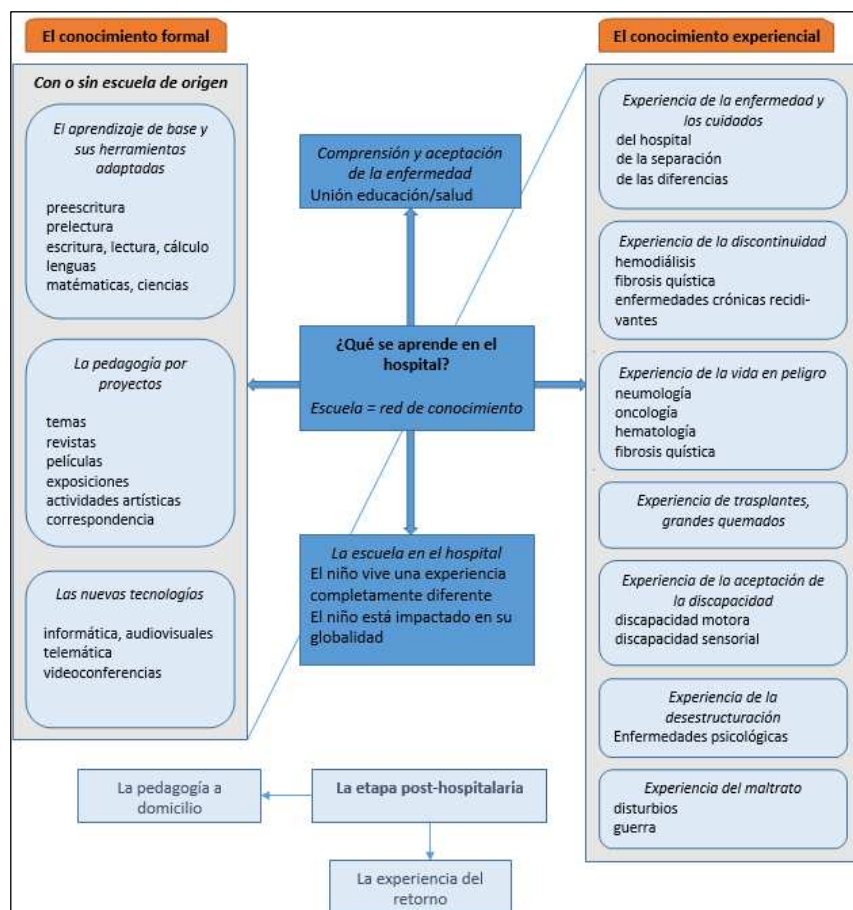 El conocimiento formal
Con o sin escuela de origen
El aprendizaje de base y
sus herramientas
adaptadas
preescritura
prelectura
escritura, lectura, cálculo
lenguas
matématicas, ciencias
La pedagogía por
proyectos
temas
revistas
películas
exposiciones
actividades artísticas
correspondencia
Las nuevas tecnologías
informática, audiovisuales
telemática
videoconferencias
Comprensión y aceptación
de la enfermedad
Unión educación/salud
¿Qué se aprende en el
hospital?
Escuela = red de conocimiento
La escuela en el hospital
El niño vive una experiencia
completamente diferente
El niño está impactado en su
globalidad
El conocimiento experiencial
Experiencia de la enfermedad y
los cuidados
del hospital
de la separación
de las diferencias
Experiencia de la discontinuidad
hemodiálisis
fibrosis quística
enfermedades crónicas recidi-
vantes
Experiencia de la vida en peligro
neumología
oncología
hematología
fibrosis quística
Experiencia de trasplantes,
grandes quemados
Experiencia de la aceptación de
la discapacidad
discapacidad motora
discapacidad sensorial
Experiencia de la
desestructuración
Enfermedades psicológicas
Experiencia del maltrato
disturbios
guerra
La pedagogía a
domicilio
La etapa post-hospitalaria
La experiencia del
retorno